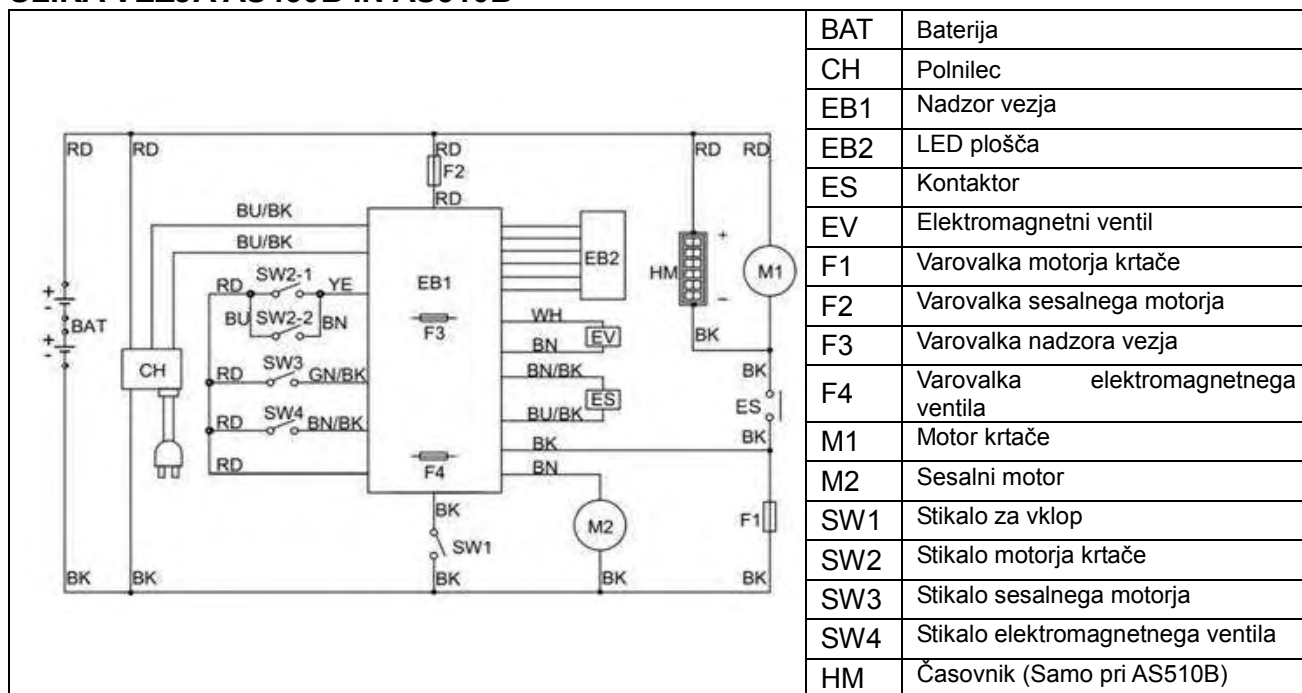 RD RD RD RD RD
F2
RD
BU/BK
BU/BK
SW2-1
RD YE
BU SW2-2 BN
EB1
EB2
HM
+
−
M1
+
-
BAT
+
-
F3
WH
EV
BN
BK
CH
SW3
RD GN/BK
BN/BK
ES
BU/BK
BK
ES
SW4
RD BN/BK
BK
BK
RD
F4
BN
BK
M2
F1
SW1
BK BK BK BK BK
BAT Baterija
CH Polnilec
EB1 Nadzor vezja
EB2 LED plošča
ES Kontaktor
EV Elektromagnetni ventil
F1 Varovalka motorja krtače
F2 Varovalka sesalnega motorja
F3 Varovalka nadzora vezja
F4 Varovalka elektromagnetnega
ventila
M1 Motor krtače
M2 Sesalni motor
SW1 Stikalo za vklop
SW2 Stikalo motorja krtače
SW3 Stikalo sesalnega motorja
SW4 Stikalo elektromagnetnega ventila
HM Časovnik (Samo pri AS510B)